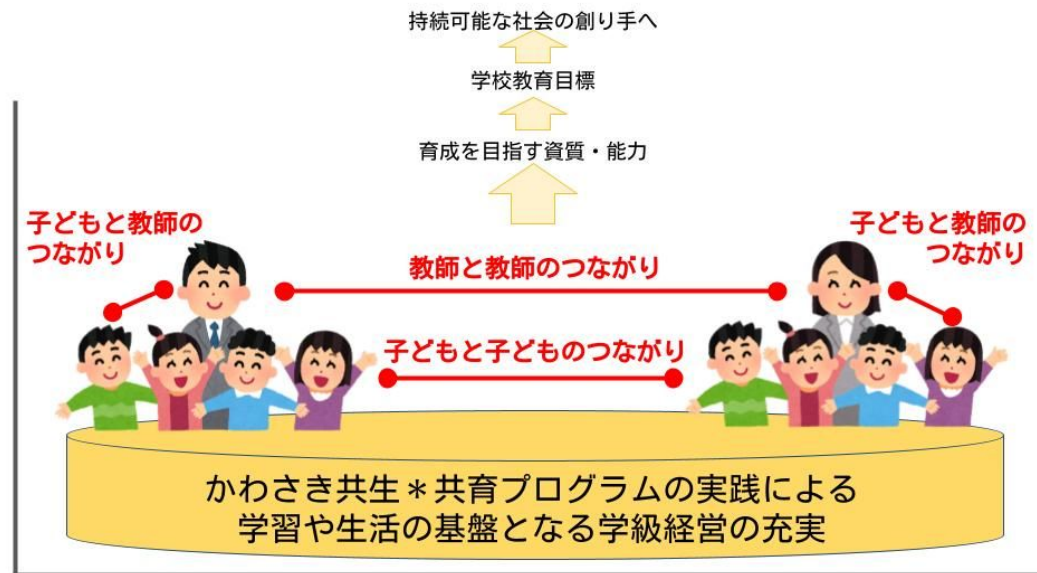 持続可能な社会の創り手へ
学校教育目標
育成を目指す資質・能力
子どもと教師の
つながり
子どもと教師の
つながり
教師と教師のつながり
子どもと子どものつながり
かわさき共生＊共育プログラムの実践による
学習や生活の基盤となる学級経営の充実